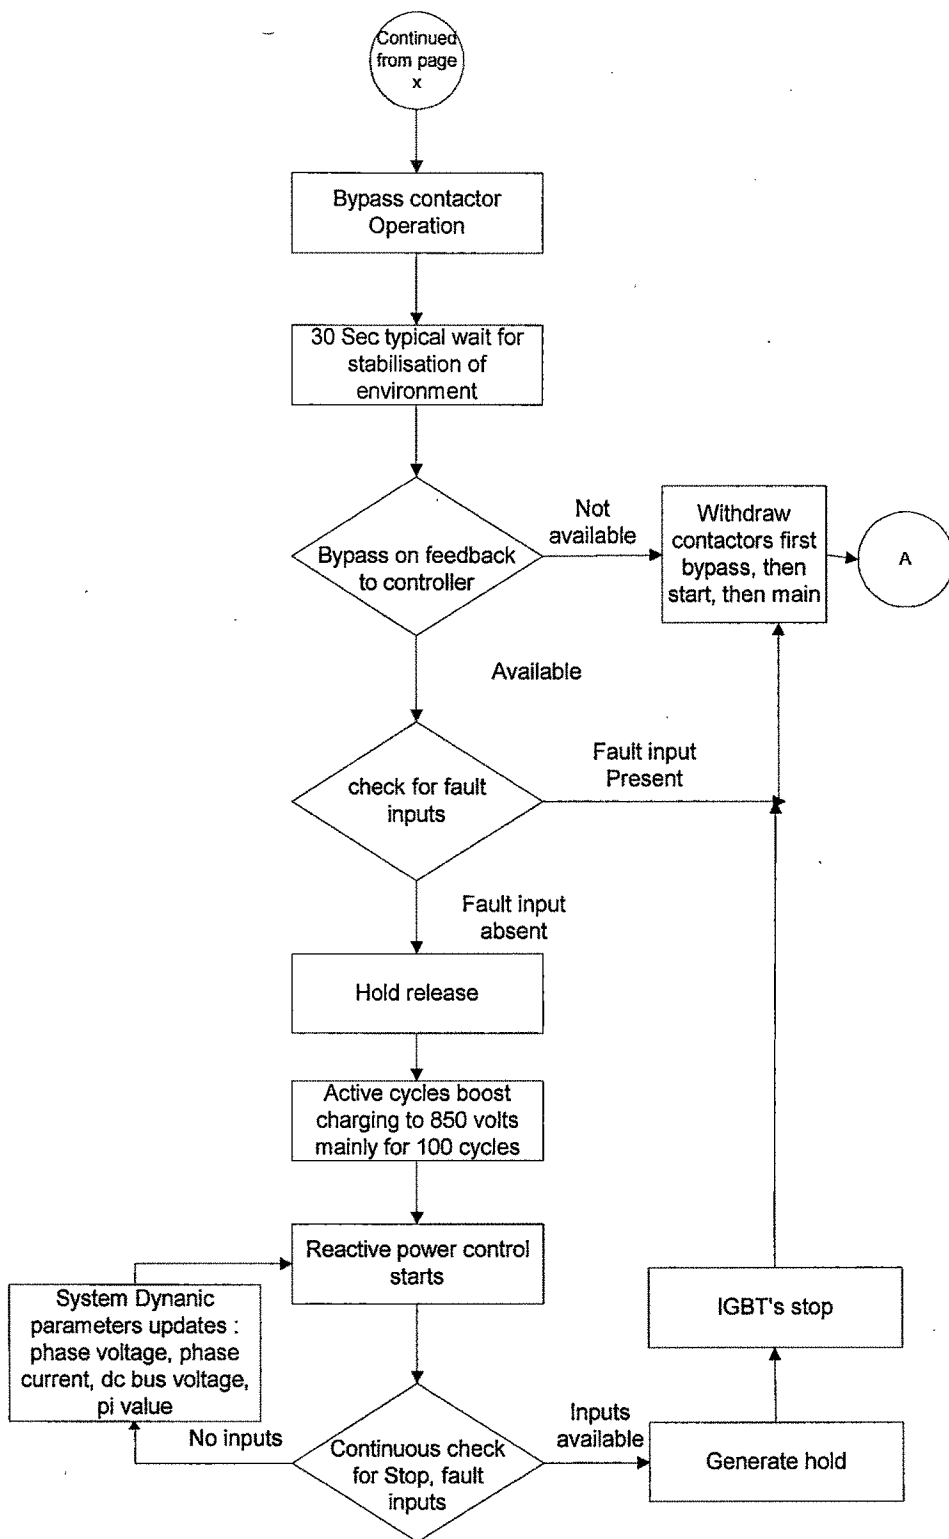 Continued
from page
x
Bypass contactor
Operation
30 Sec typical wait for
stabilisation of
environment
Bypass on feedback
to controller
Not
available
Withdraw
contactors first
bypass, then
start, then main
A
Available
check for fault
inputs
Fault input
Present
Fault input
absent
Hold release
Active cycles boost
charging to 850 volts
mainly for 100 cycles
Reactive power control
starts
System Dynanic
parameters updates :
phase voltage, phase
current, dc bus voltage,
pi value
IGBT's stop
No inputs
Continuous check
for Stop, fault
inputs
Inputs
available
Generate hold